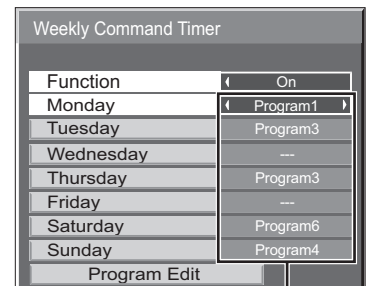 Weekly Command Timer
Function On
Monday Program1
Tuesday Program3
Wednesday ---
Thursday Program3
Friday ---
Saturday Program6
Sunday Program4
Program Edit